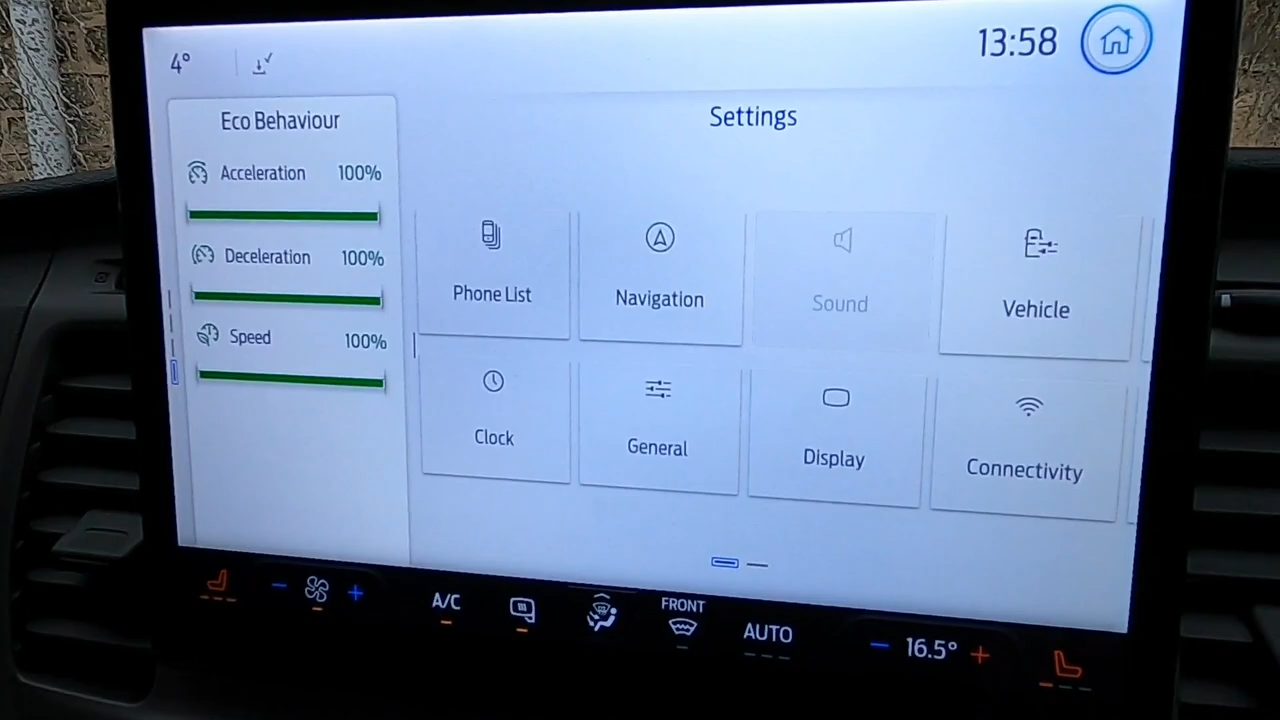 4°
13:58
Eco Behaviour
Acceleration 100%
Deceleration 100%
Speed 100%
Settings
Phone List
Navigation
Sound
Vehicle
Clock
General
Display
Connectivity
A/C
FRONT
AUTO
− 16.5° +